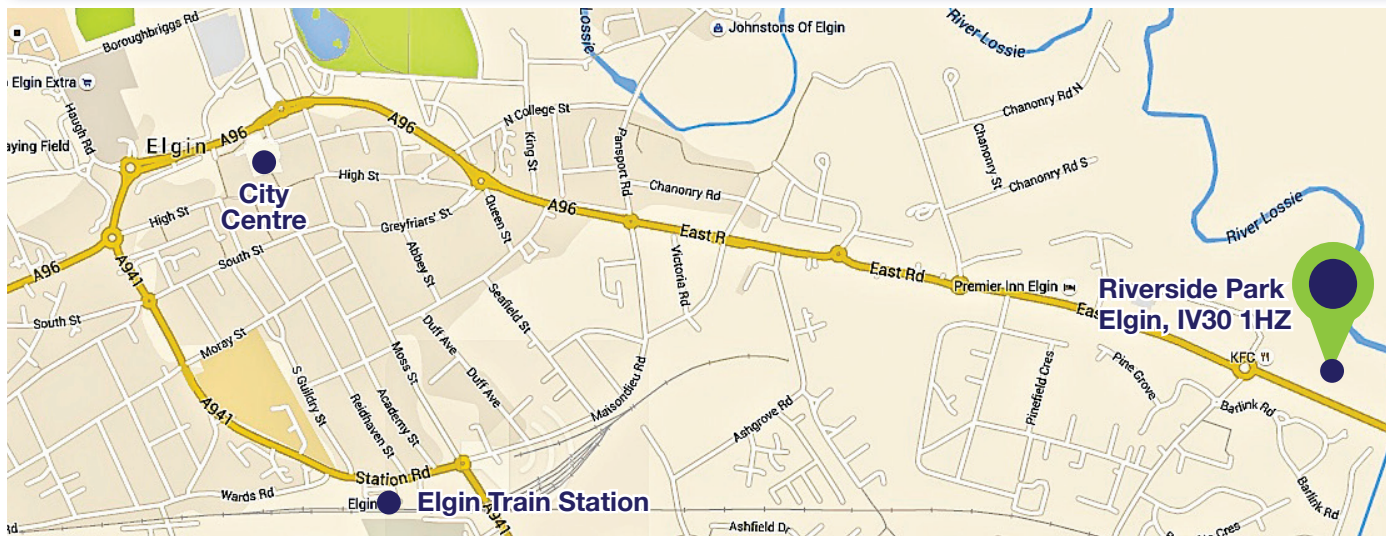 Boroughbriggs Rd
Elgin Extra
Haugh Rd
aying Field
Elgin
A96
A96
City
Centre
High St
High St
Greyfriars' St
South St
Abbey St
Queen St
N College St
King St
Pansport Rd
Lossie
Johnstons Of Elgin
River Lossie
Chanonry Rd N
Chanonry St
Chanonry Rd S
Chanonry Rd
A96
East R
Victoria Rd
East Rd
Premier Inn Elgin
River Lossie
Riverside Park
Elgin, IV30 1HZ
Eas
KFC
A96
A941
South St
Moray St
A941
S Guildry St
Reidhaven St
Academy St
Moss St
Duff Ave
Duff Ave
Seafield St
Maisondieu Rd
Ashgrove Rd
Pinefield Cres
Pine Grove
Barlink Rd
Barlink Rd
Station Rd
Wards Rd
Elgin
Elgin Train Station
A941
Ashfield Dr
Cres
Rd